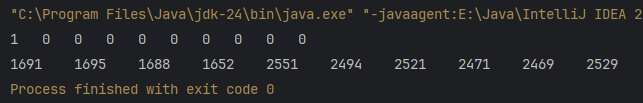 "C:\Program Files\Java\jdk-24\bin\java.exe" "-javaagent:E:\Java\IntelliJ IDEA 2
1 0 0 0 0 0 0 0 0 0
1691 1695 1688 1652 2551 2494 2521 2471 2469 2529
Process finished with exit code 0